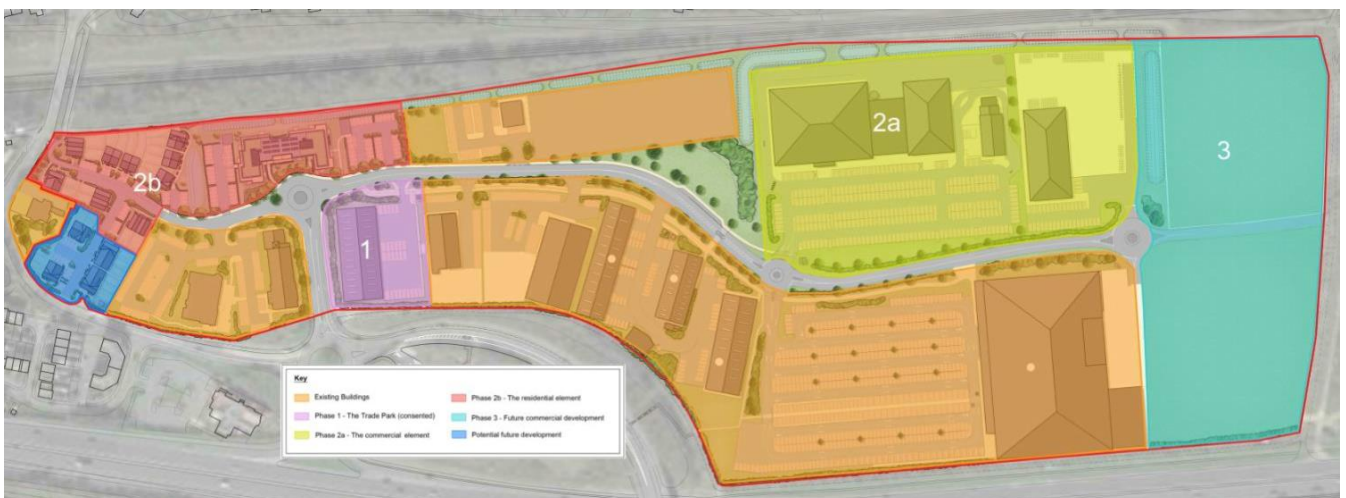 2a
3
2b
1
Key
Existing Buildings
Phase 2b - The residential element
Phase 1 - The Trade Park (consented)
Phase 3 - Future commercial development
Phase 2a - The commercial element
Potential future development